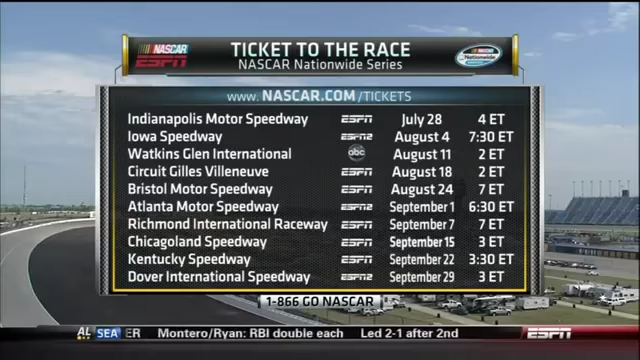 NASCAR
ESPN
TICKET TO THE RACE
NASCAR Nationwide Series
NASCAR
Nationwide
WWW.NASCAR.COM/TICKETS
Indianapolis Motor Speedway ESPN July 28 4 ET
Iowa Speedway ESPN2 August 4 7:30 ET
Watkins Glen International abc August 11 2 ET
Circuit Gilles Villeneuve ESPN August 18 2 ET
Bristol Motor Speedway ESPN August 24 7 ET
Atlanta Motor Speedway ESPN2 September 1 6:30 ET
Richmond International Raceway ESPN September 7 7 ET
Chicagoland Speedway ESPN September 15 3 ET
Kentucky Speedway ESPN September 22 3:30 ET
Dover International Speedway ESPN2 September 29 3 ET
1-866 GO NASCAR
AL SEA ER Montero/Ryan: RBI double each Led 2-1 after 2nd ESPN